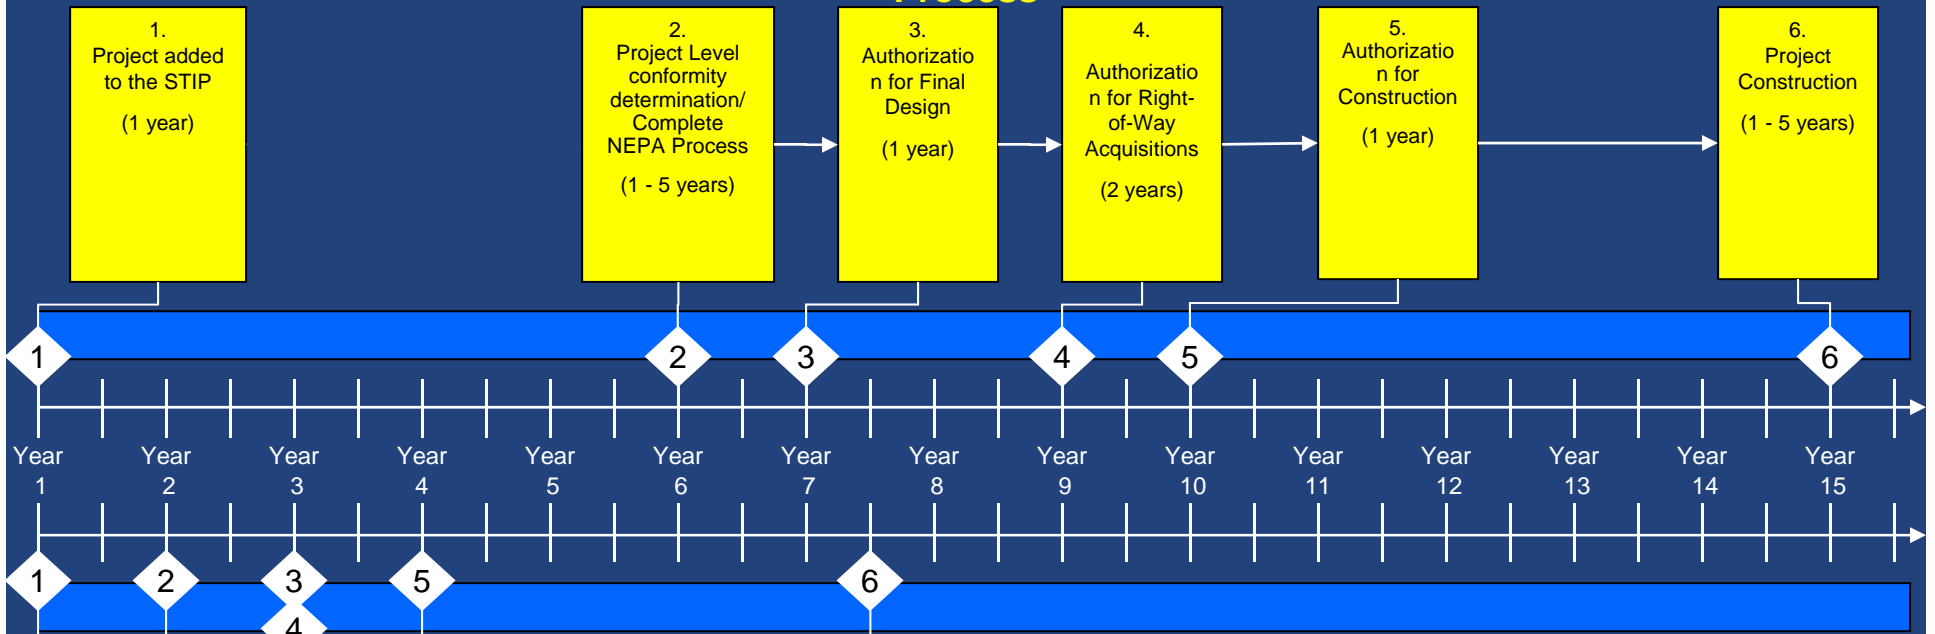 Process
1.
Project added
to the STIP
(1 year)
2.
Project Level
conformity
determination/
Complete
NEPA Process
(1 - 5 years)
3.
Authorizatio
n for Final
Design
(1 year)
4.
Authorizatio
n for Right-
of-Way
Acquisitions
(2 years)
5.
Authorizatio
n for
Construction
(1 year)
6.
Project
Construction
(1 - 5 years)
1 2 3 4 5 6
Year Year Year Year Year Year Year Year Year Year Year Year Year Year Year
1 2 3 4 5 6 7 8 9 10 11 12 13 14 15
1 2 3 5 6
4